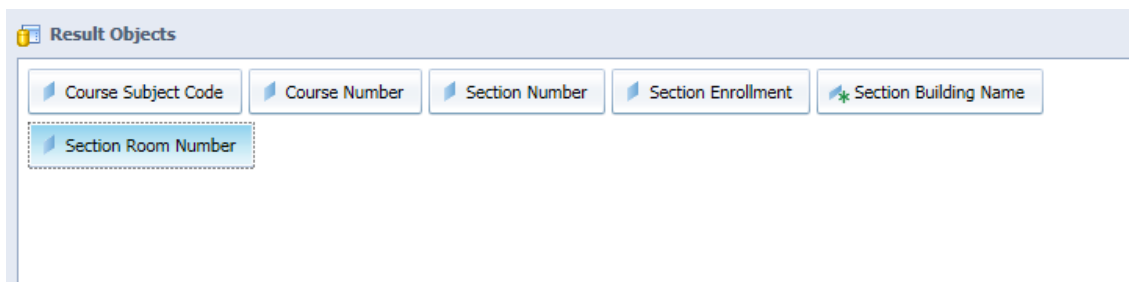 Result Objects
Course Subject Code Course Number Section Number Section Enrollment Section Building Name
Section Room Number